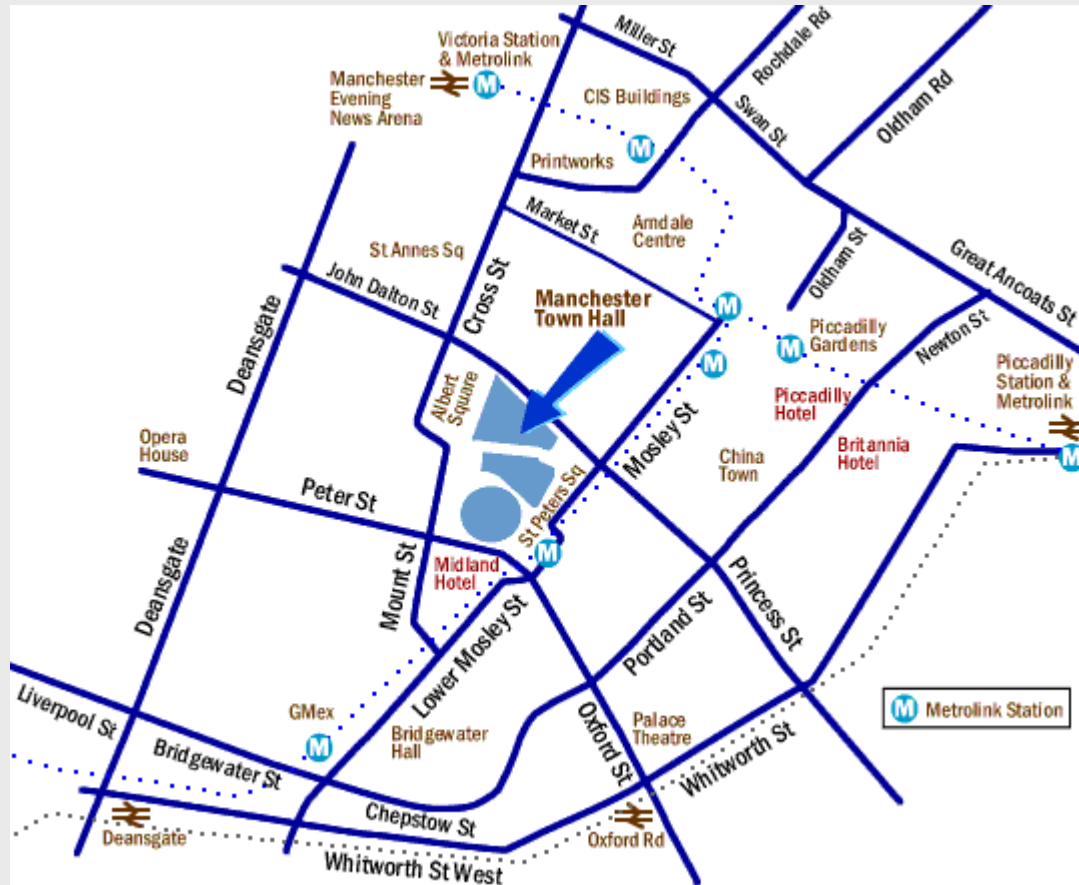 Miller St
Rochdale Rd
Victoria Station
& Metrolink
Manchester
Evening
News Arena
M
CIS Buildings
Swan St
Oldham Rd
M
Printworks
Market St
Arndale
Centre
St Annes Sq
Cross St
Oldham St
Great Ancoats St
John Dalton St
Manchester
Town Hall
M
Deansgate
Newton St
M
Piccadilly
Gardens
M
Piccadilly
Station &
Metrolink
Albert
Square
Piccadilly
Hotel
Mosley St
Opera
House
China
Town
Britannia
Hotel
M
Peter St
St Peters Sq
M
Midland
Hotel
Mount St
Deansgate
Princess St
Lower Mosley St
Portland St
Liverpool St
GMex
M
Bridgewater
Hall
Oxford St
Palace
Theatre
M Metrolink Station
Bridgewater St
Whitworth St
Chepstow St
Deansgate
Oxford Rd
Whitworth St West